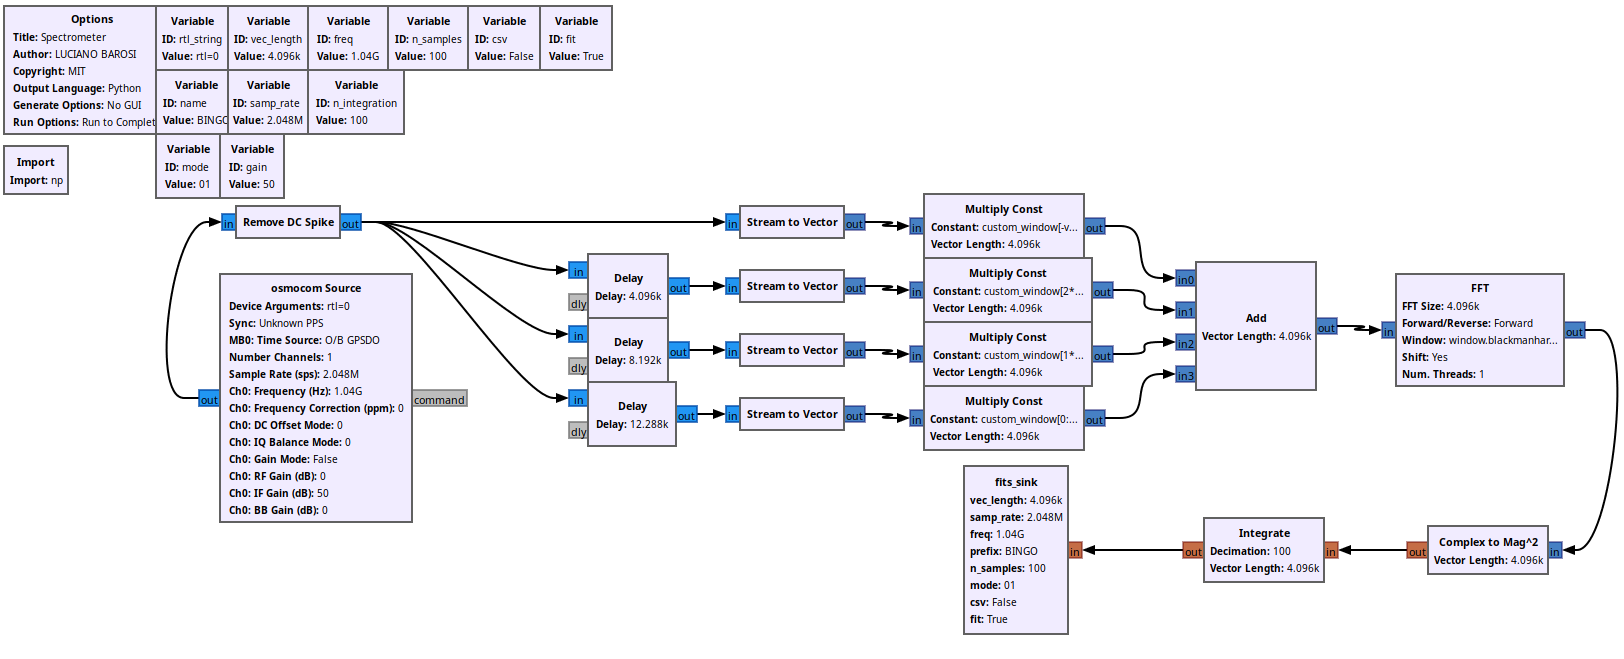 Options
Title: Spectrometer
Author: LUCIANO BAROSI
Copyright: MIT
Output Language: Python
Generate Options: No GUI
Run Options: Run to Complet
Variable
ID: rtl_string
Value: rtl=0
Variable
ID: vec_length
Value: 4.096k
Variable
ID: freq
Value: 1.04G
Variable
ID: n_samples
Value: 100
Variable
ID: csv
Value: False
Variable
ID: fit
Value: True
Variable
ID: name
Value: BINGO
Variable
ID: samp_rate
Value: 2.048M
Variable
ID: n_integration
Value: 100
Import
Import: np
Variable
ID: mode
Value: 01
Variable
ID: gain
Value: 50
in
Remove DC Spike
out
osmocom Source
Device Arguments: rtl=0
Sync: Unknown PPS
MB0: Time Source: O/B GPSDO
Number Channels: 1
Sample Rate (sps): 2.048M
Ch0: Frequency (Hz): 1.04G
Ch0: Frequency Correction (ppm): 0
Ch0: DC Offset Mode: 0
Ch0: IQ Balance Mode: 0
Ch0: Gain Mode: False
Ch0: RF Gain (dB): 0
Ch0: IF Gain (dB): 50
Ch0: BB Gain (dB): 0
out
command
in
dly
Delay
Delay: 4.096k
out
in
dly
Delay
Delay: 8.192k
out
in
dly
Delay
Delay: 12.288k
out
in
Stream to Vector
out
in
Stream to Vector
out
in
Stream to Vector
out
in
Stream to Vector
out
in
Multiply Const
Constant: custom_window[-v...
Vector Length: 4.096k
out
in
Multiply Const
Constant: custom_window[2*...
Vector Length: 4.096k
out
in
Multiply Const
Constant: custom_window[1*...
Vector Length: 4.096k
out
in
Multiply Const
Constant: custom_window[0:...
Vector Length: 4.096k
out
in0
in1
in2
in3
Add
Vector Length: 4.096k
out
in
FFT
FFT Size: 4.096k
Forward/Reverse: Forward
Window: window.blackmanhar...
Shift: Yes
Num. Threads: 1
out
in
Complex to Mag^2
Vector Length: 4.096k
out
in
Integrate
Decimation: 100
Vector Length: 4.096k
out
in
fits_sink
vec_length: 4.096k
samp_rate: 2.048M
freq: 1.04G
prefix: BINGO
n_samples: 100
mode: 01
csv: False
fit: True